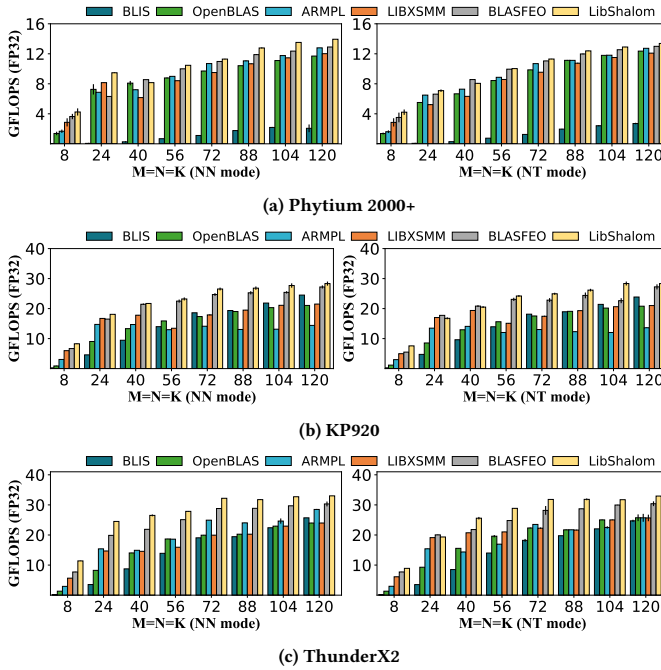 BLIS OpenBLAS ARMPL LIBXSMM BLASFEO LibShalom
GFLOPS (FP32)
16
12
8
4
8 24 40 56 72 88 104 120
M=N=K (NN mode)
16
12
8
4
8 24 40 56 72 88 104 120
M=N=K (NT mode)
(a) Phytium 2000+
BLIS OpenBLAS ARMPL LIBXSMM BLASFEO LibShalom
GFLOPS (FP32)
40
30
20
10
8 24 40 56 72 88 104 120
M=N=K (NN mode)
40
30
20
10
8 24 40 56 72 88 104 120
M=N=K (NT mode)
(b) KP920
BLIS OpenBLAS ARMPL LIBXSMM BLASFEO LibShalom
GFLOPS (FP32)
40
30
20
10
8 24 40 56 72 88 104 120
M=N=K (NN mode)
40
30
20
10
8 24 40 56 72 88 104 120
M=N=K (NT mode)
(c) ThunderX2